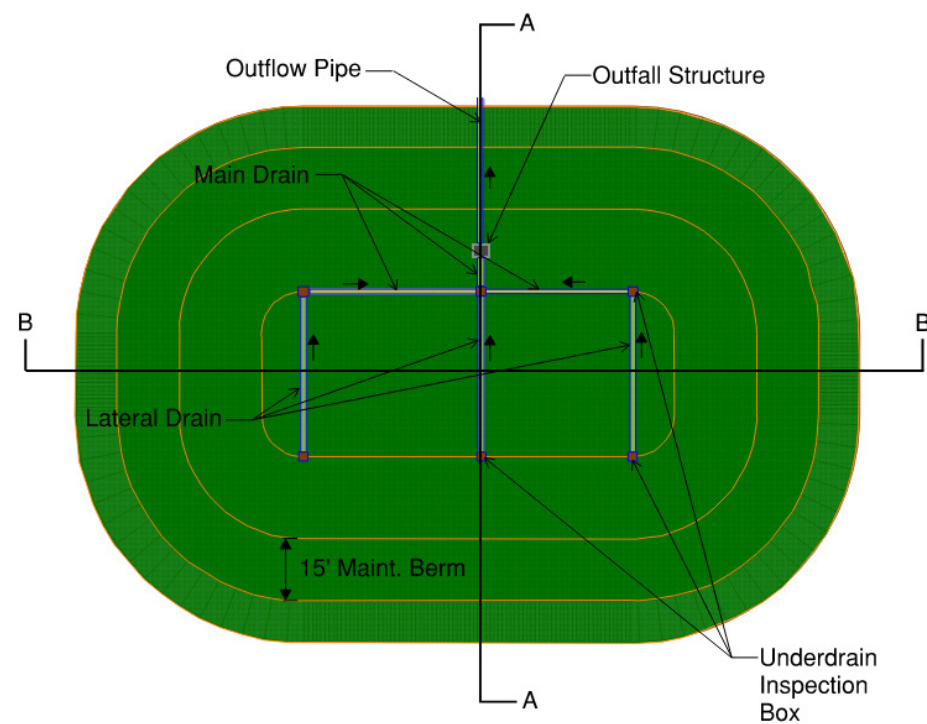 A
Outflow Pipe
Outfall Structure
Main Drain
B
B
Lateral Drain
15' Maint. Berm
Underdrain
Inspection
Box
A